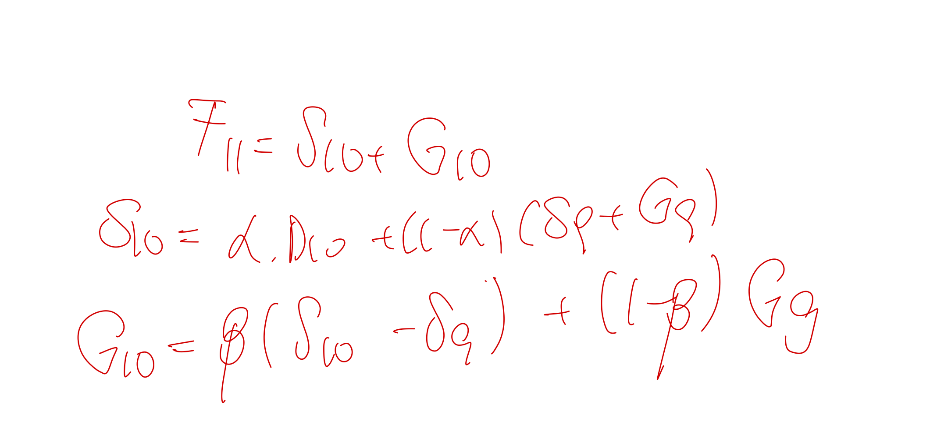 F₁₁ = S₁₀ + G₁₀
S₁₀ = α . D₁₀ + (1-α) (S₉ + G₉)
G₁₀ = β (S₁₀ - S₉) + (1-β) G₉